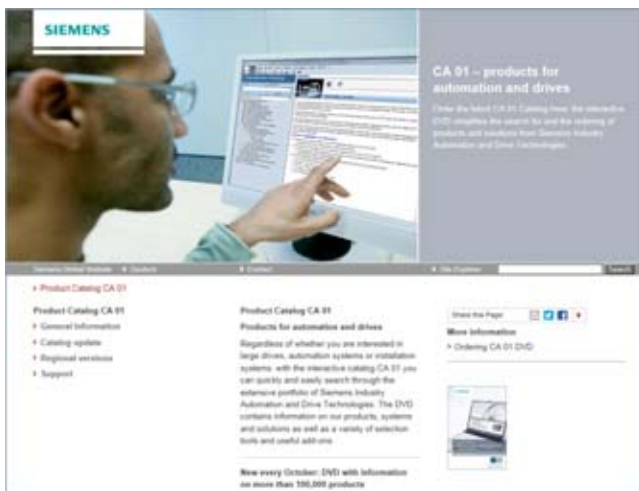 SIEMENS
CA 01 – products for
automation and drives
Order the latest CA 01 Catalog here, the interactive
DVD simplifies the search for and the ordering of
products and solutions from Siemens Industry
Automation and Drive Technologies.
Siemens Global Website
Deutsch
Contact
Site Explorer
Search
Product Catalog CA 01
Product Catalog CA 01
General Information
Catalog update
Regional versions
Support
Product Catalog CA 01
Products for automation and drives
Regardless of whether you are interested in
large drives, automation systems or installation
systems with the interactive catalog CA 01 you
can quickly and easily search through the
extensive portfolio of Siemens Industry
Automation and Drive Technologies. The DVD
contains information on our products, systems
and solutions as well as a variety of selection
tools and useful add-ons.
New every October: DVD with information
on more than 100,000 products
Share this Page:
More information
Ordering CA 01 DVD